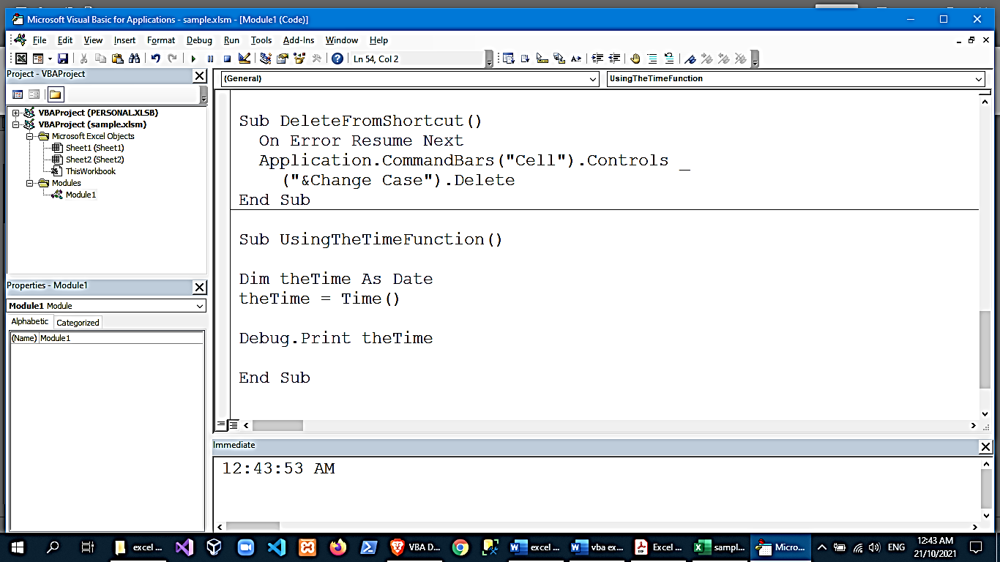 Microsoft Visual Basic for Applications - sample.xlsm - [Module1 (Code)]
File Edit View Insert Format Debug Run Tools Add-Ins Window Help
Ln 54, Col 2
Project - VBAProject
VBAProject (PERSONAL.XLSB)
VBAProject (sample.xlsm)
Microsoft Excel Objects
Sheet1 (Sheet1)
Sheet2 (Sheet2)
ThisWorkbook
Modules
Module1
Properties - Module1
Module1 Module
Alphabetic Categorized
(Name) Module1
(General) UsingTheTimeFunction
Sub DeleteFromShortcut()
On Error Resume Next
Application.CommandBars("Cell").Controls _
("&Change Case").Delete
End Sub
Sub UsingTheTimeFunction()
Dim theTime As Date
theTime = Time()
Debug.Print theTime
End Sub
Immediate
12:43:53 AM
excel ... VBA D... excel ... vba ex... Excel ... sampl... Micro... ENG 12:43 AM
21/10/2021